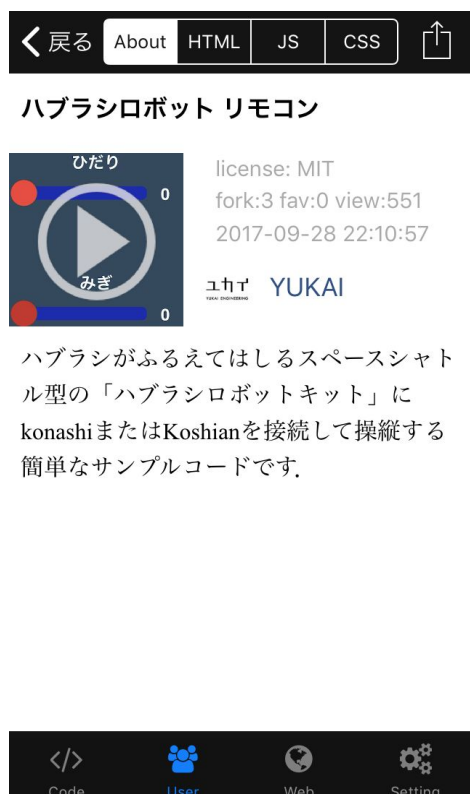 戻る About HTML JS CSS
ハブラシロボット リモコン
ひだり
0
みぎ
0
license: MIT
fork:3 fav:0 view:551
2017-09-28 22:10:57
ユカイ YUKAI
YUKAI ENGINEERING
ハブラシがふるえてはしるスペースシャト
ル型の「ハブラシロボットキット」に
konashiまたはKoshianを接続して操縦する
簡単なサンプルコードです.
</> Code User Web Setting